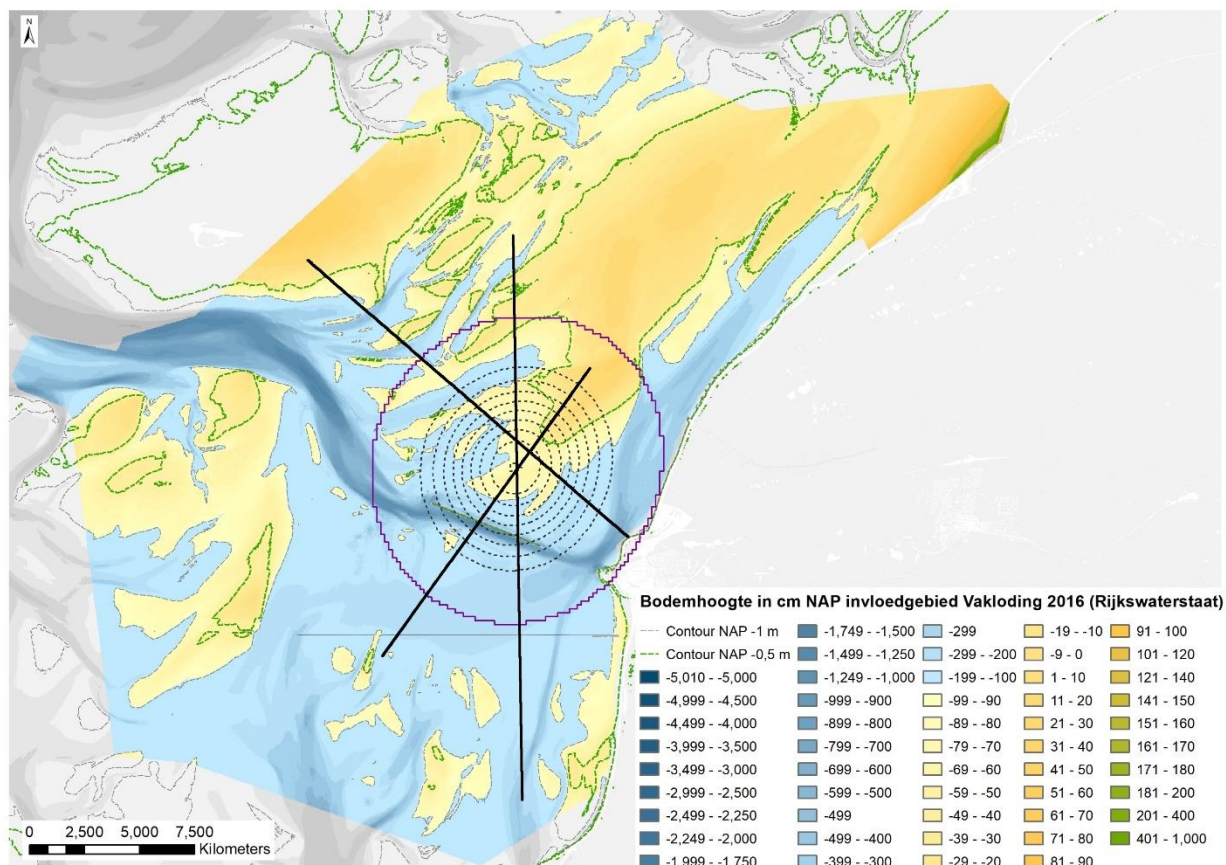 N
0 2,500 5,000 7,500
Kilometers
Bodemhoogte in cm NAP invloedgebied Vakloding 2016 (Rijkswaterstaat)
Contour NAP -1 m
Contour NAP -0,5 m
-5,010 - -5,000
-4,999 - -4,500
-4,499 - -4,000
-3,999 - -3,500
-3,499 - -3,000
-2,999 - -2,500
-2,499 - -2,250
-2,249 - -2,000
-1,999 - -1,750
-1,749 - -1,500
-1,499 - -1,250
-1,249 - -1,000
-999 - -900
-899 - -800
-799 - -700
-699 - -600
-599 - -500
-499
-499 - -400
-399 - -300
-299
-299 - -200
-199 - -100
-99 - -90
-89 - -80
-79 - -70
-69 - -60
-59 - -50
-49 - -40
-39 - -30
-29 - -20
-19 - -10
-9 - 0
1 - 10
11 - 20
21 - 30
31 - 40
41 - 50
51 - 60
61 - 70
71 - 80
81 - 90
91 - 100
101 - 120
121 - 140
141 - 150
151 - 160
161 - 170
171 - 180
181 - 200
201 - 400
401 - 1,000